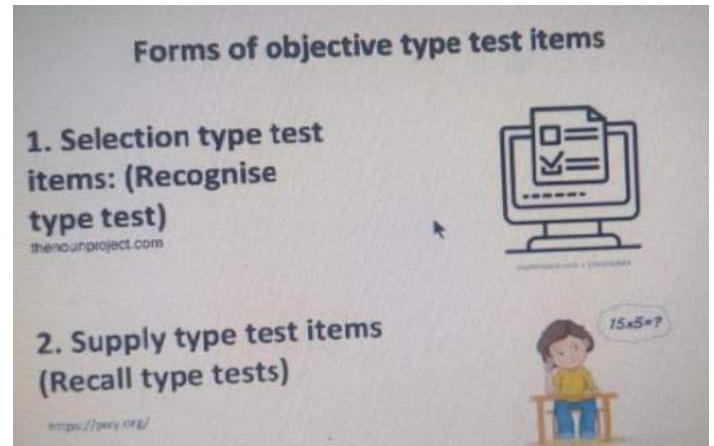 Forms of objective type test items
1. Selection type test
items: (Recognise
type test)
thenounproject.com
2. Supply type test items
(Recall type tests)
15x5=?